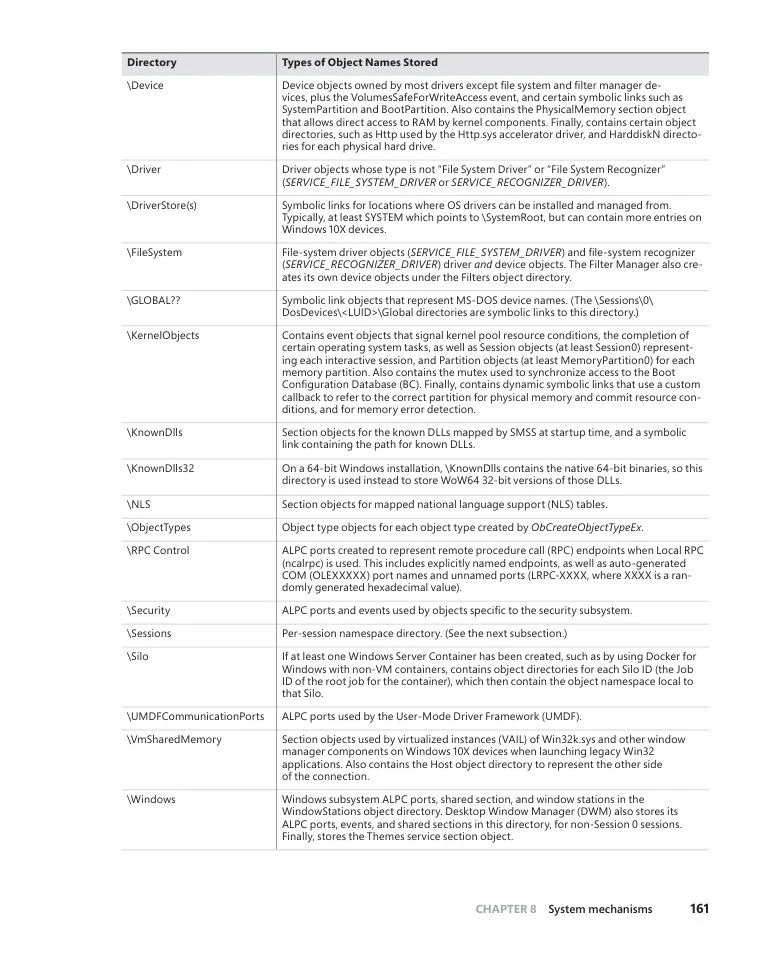 Directory Types of Object Names Stored
\Device Device objects owned by most drivers except file system and filter manager de-
vices, plus the VolumesSafeForWriteAccess event, and certain symbolic links such as
SystemPartition and BootPartition. Also contains the PhysicalMemory section object
that allows direct access to RAM by kernel components. Finally, contains certain object
directories, such as Http used by the Http.sys accelerator driver, and HarddiskN directo-
ries for each physical hard drive.
\Driver Driver objects whose type is not “File System Driver” or “File System Recognizer”
(SERVICE_FILE_SYSTEM_DRIVER or SERVICE_RECOGNIZER_DRIVER).
\DriverStore(s) Symbolic links for locations where OS drivers can be installed and managed from.
Typically, at least SYSTEM which points to \SystemRoot, but can contain more entries on
Windows 10X devices.
\FileSystem File-system driver objects (SERVICE_FILE_SYSTEM_DRIVER) and file-system recognizer
(SERVICE_RECOGNIZER_DRIVER) driver and device objects. The Filter Manager also cre-
ates its own device objects under the Filters object directory.
\GLOBAL?? Symbolic link objects that represent MS-DOS device names. (The \Sessions\0\
DosDevices\<LUID>\Global directories are symbolic links to this directory.)
\KernelObjects Contains event objects that signal kernel pool resource conditions, the completion of
certain operating system tasks, as well as Session objects (at least Session0) represent-
ing each interactive session, and Partition objects (at least MemoryPartition0) for each
memory partition. Also contains the mutex used to synchronize access to the Boot
Configuration Database (BC). Finally, contains dynamic symbolic links that use a custom
callback to refer to the correct partition for physical memory and commit resource con-
ditions, and for memory error detection.
\KnownDlls Section objects for the known DLLs mapped by SMSS at startup time, and a symbolic
link containing the path for known DLLs.
\KnownDlls32 On a 64-bit Windows installation, \KnownDlls contains the native 64-bit binaries, so this
directory is used instead to store WoW64 32-bit versions of those DLLs.
\NLS Section objects for mapped national language support (NLS) tables.
\ObjectTypes Object type objects for each object type created by ObCreateObjectTypeEx.
\RPC Control ALPC ports created to represent remote procedure call (RPC) endpoints when Local RPC
(ncalrpc) is used. This includes explicitly named endpoints, as well as auto-generated
COM (OLEXXXXX) port names and unnamed ports (LRPC-XXXX, where XXXX is a ran-
domly generated hexadecimal value).
\Security ALPC ports and events used by objects specific to the security subsystem.
\Sessions Per-session namespace directory. (See the next subsection.)
\Silo If at least one Windows Server Container has been created, such as by using Docker for
Windows with non-VM containers, contains object directories for each Silo ID (the Job
ID of the root job for the container), which then contain the object namespace local to
that Silo.
\UMDFCommunicationPorts ALPC ports used by the User-Mode Driver Framework (UMDF).
\VmSharedMemory Section objects used by virtualized instances (VAIL) of Win32k.sys and other window
manager components on Windows 10X devices when launching legacy Win32
applications. Also contains the Host object directory to represent the other side
of the connection.
\Windows Windows subsystem ALPC ports, shared section, and window stations in the
WindowStations object directory. Desktop Window Manager (DWM) also stores its
ALPC ports, events, and shared sections in this directory, for non-Session 0 sessions.
Finally, stores the Themes service section object.
CHAPTER 8 System mechanisms 161